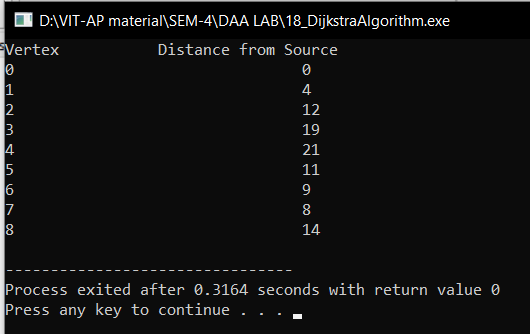 D:\VIT-AP material\SEM-4\DAA LAB\18_DijkstraAlgorithm.exe
Vertex Distance from Source
0 0
1 4
2 12
3 19
4 21
5 11
6 9
7 8
8 14
--------------------------------
Process exited after 0.3164 seconds with return value 0
Press any key to continue . . .